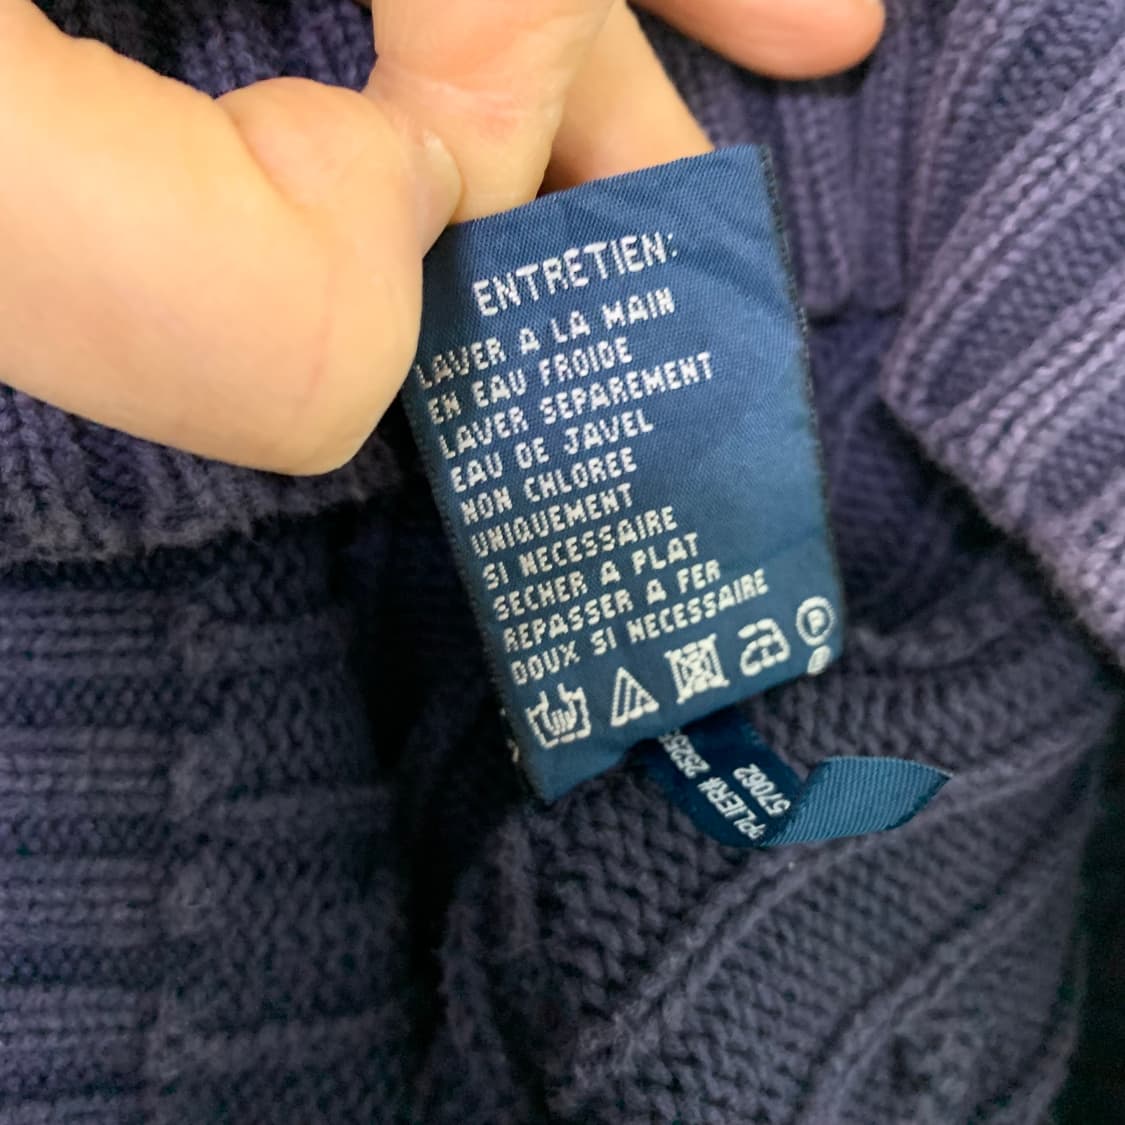 ENTRETIEN:
LAVER A LA MAIN
EN EAU FROIDE
LAVER SEPAREMENT
EAU DE JAVEL
NON CHLOREE
UNIQUEMENT
SI NECESSAIRE
SECHER A PLAT
REPASSER A FER
DOUX SI NECESSAIRE
P
57062